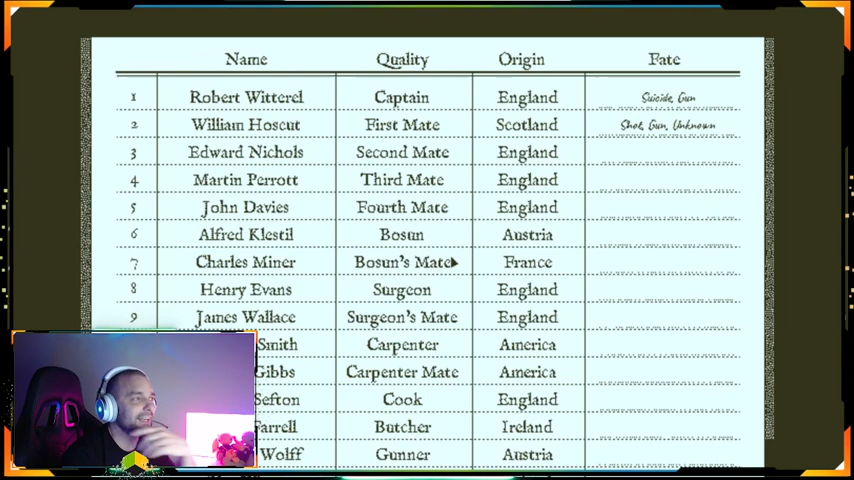 Name Quality Origin Fate
1 Robert Witterel Captain England Suicide, Gun
2 William Hoscut First Mate Scotland Shot, Gun, Unknown
3 Edward Nichols Second Mate England
4 Martin Perrott Third Mate England
5 John Davies Fourth Mate England
6 Alfred Klestil Bosun Austria
7 Charles Miner Bosun's Mate France
8 Henry Evans Surgeon England
9 James Wallace Surgeon's Mate England
Smith Carpenter America
Gibbs Carpenter Mate America
Sefton Cook England
Farrell Butcher Ireland
Wolff Gunner Austria